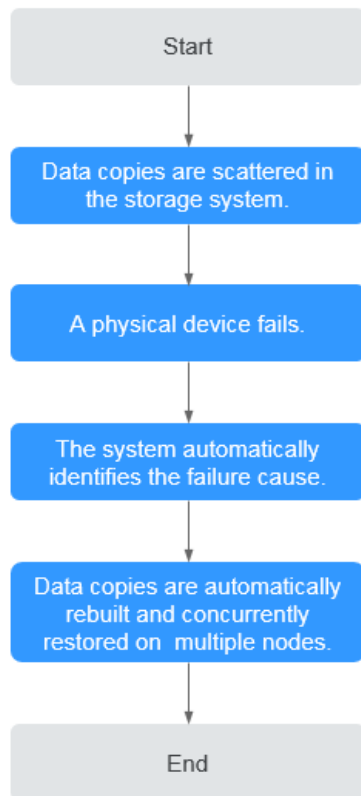 Start
Data copies are scattered in
the storage system.
A physical device fails.
The system automatically
identifies the failure cause.
Data copies are automatically
rebuilt and concurrently
restored on  multiple nodes.
End